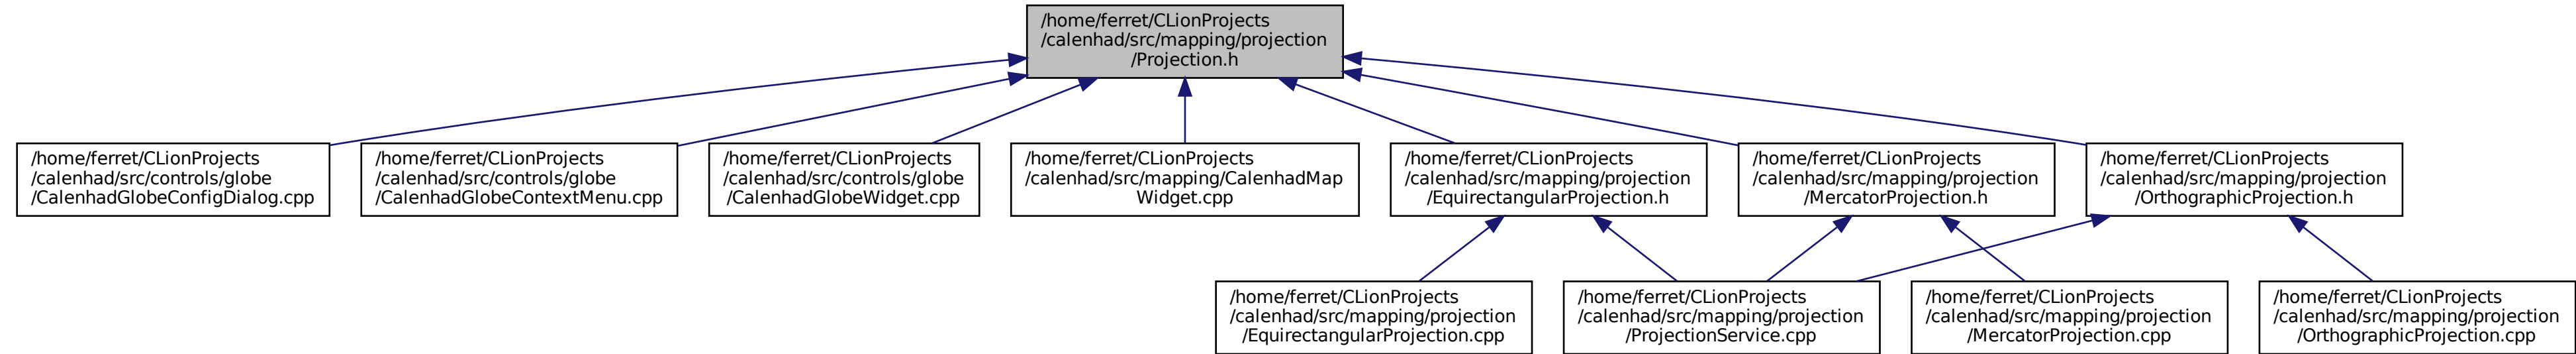 /home/ferret/CLionProjects
/calenhad/src/mapping/projection
/Projection.h
/home/ferret/CLionProjects
/calenhad/src/controls/globe
/CalenhadGlobeConfigDialog.cpp
/home/ferret/CLionProjects
/calenhad/src/controls/globe
/CalenhadGlobeContextMenu.cpp
/home/ferret/CLionProjects
/calenhad/src/controls/globe
/CalenhadGlobeWidget.cpp
/home/ferret/CLionProjects
/calenhad/src/mapping/CalenhadMap
Widget.cpp
/home/ferret/CLionProjects
/calenhad/src/mapping/projection
/EquirectangularProjection.h
/home/ferret/CLionProjects
/calenhad/src/mapping/projection
/MercatorProjection.h
/home/ferret/CLionProjects
/calenhad/src/mapping/projection
/OrthographicProjection.h
/home/ferret/CLionProjects
/calenhad/src/mapping/projection
/EquirectangularProjection.cpp
/home/ferret/CLionProjects
/calenhad/src/mapping/projection
/ProjectionService.cpp
/home/ferret/CLionProjects
/calenhad/src/mapping/projection
/MercatorProjection.cpp
/home/ferret/CLionProjects
/calenhad/src/mapping/projection
/OrthographicProjection.cpp